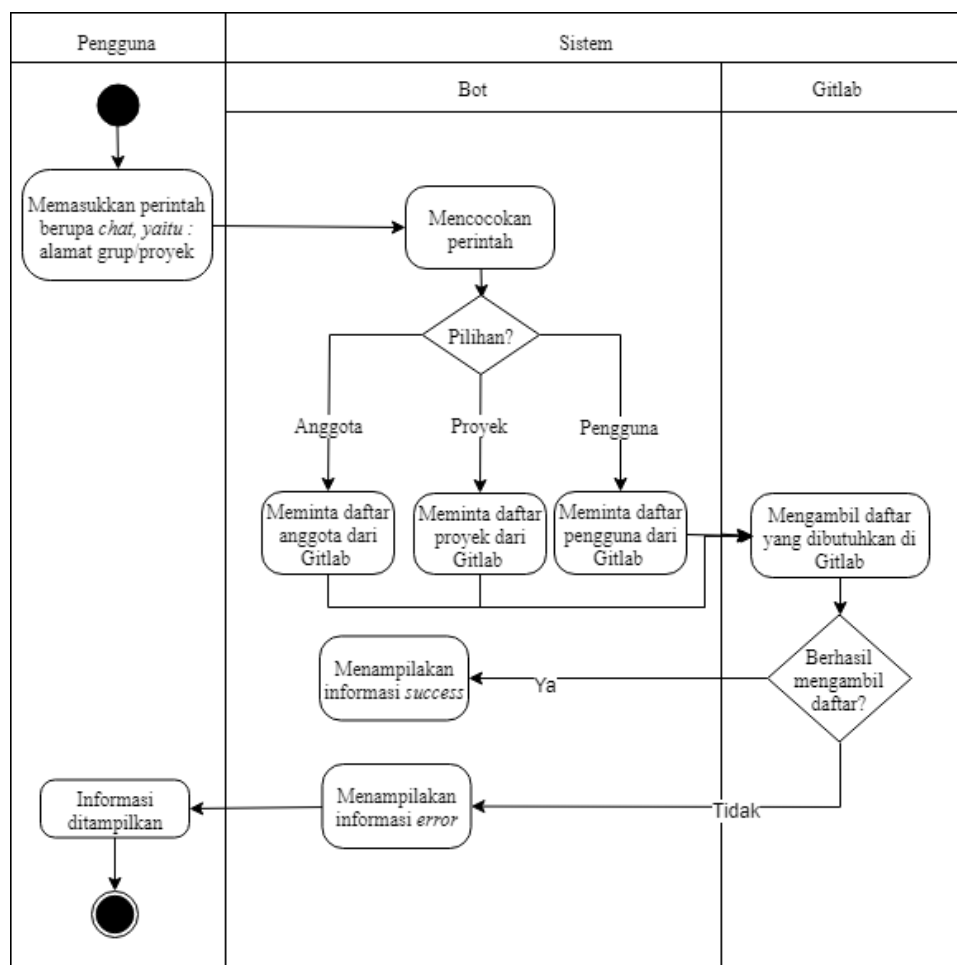 Pengguna
Sistem
Bot
Gitlab
Memasukkan perintah
berupa chat, yaitu :
alamat grup/proyek
Mencocokan
perintah
Pilihan?
Anggota
Proyek
Pengguna
Meminta daftar
anggota dari
Gitlab
Meminta daftar
proyek dari
Gitlab
Meminta daftar
pengguna dari
Gitlab
Mengambil daftar
yang dibutuhkan di
Gitlab
Berhasil
mengambil
daftar?
Ya
Menampilakan
informasi success
Tidak
Menampilakan
informasi error
Informasi
ditampilkan